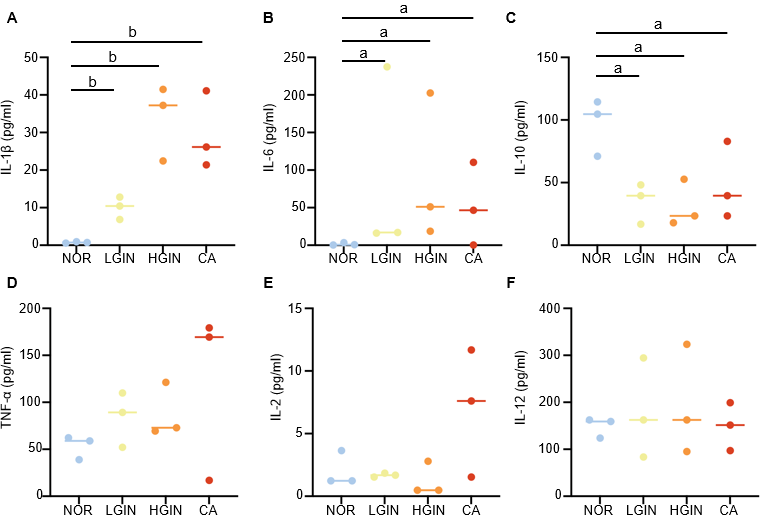 A
b
b
b
IL-1β (pg/ml)
50
40
30
20
10
0
NOR LGIN HGIN CA
B
a
a
a
IL-6 (pg/ml)
250
200
150
100
50
0
NOR LGIN HGIN CA
C
a
a
a
IL-10 (pg/ml)
150
100
50
0
NOR LGIN HGIN CA
D
TNF-α (pg/ml)
200
150
100
50
0
NOR LGIN HGIN CA
E
IL-2 (pg/ml)
15
10
5
0
NOR LGIN HGIN CA
F
IL-12 (pg/ml)
400
300
200
100
0
NOR LGIN HGIN CA